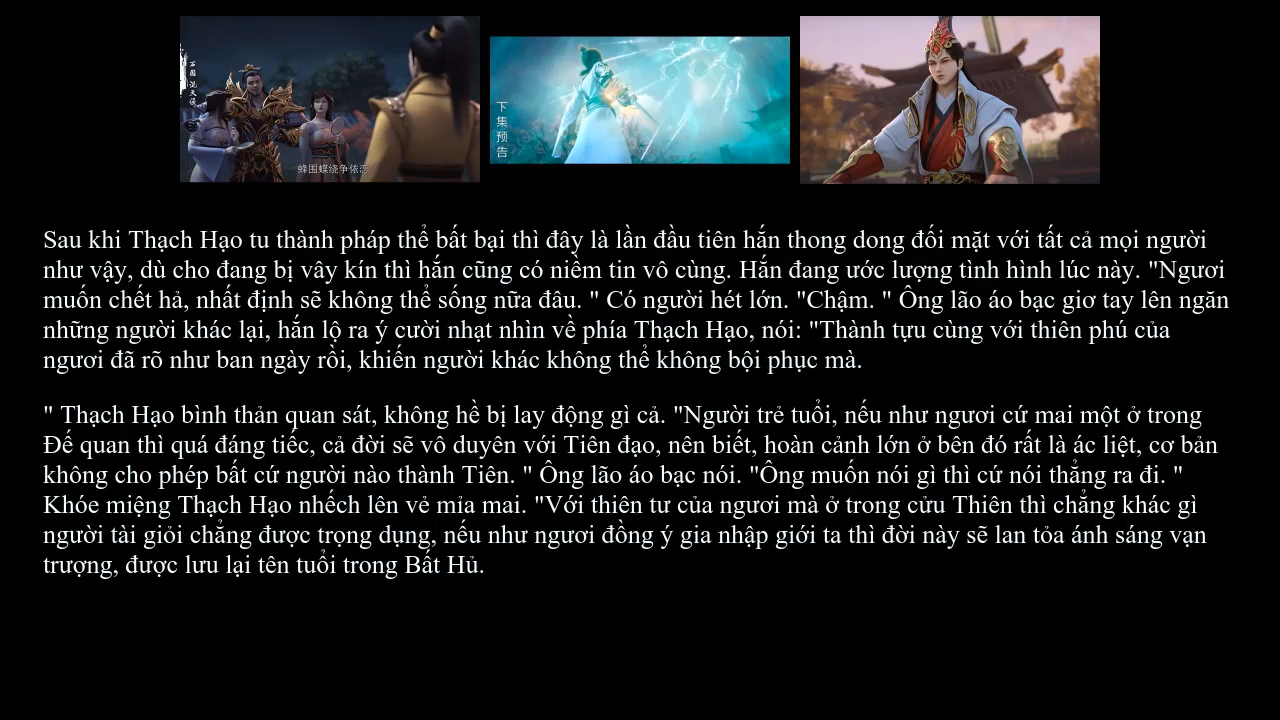 石国战天侯
蜂围蝶绕争依恋
下集预告
Sau khi Thạch Hạo tu thành pháp thể bất bại thì đây là lần đầu tiên hắn thong dong đối mặt với tất cả mọi người
như vậy, dù cho đang bị vây kín thì hắn cũng có niềm tin vô cùng. Hắn đang ước lượng tình hình lúc này. "Ngươi
muốn chết hả, nhất định sẽ không thể sống nữa đâu. " Có người hét lớn. "Chậm. " Ông lão áo bạc giơ tay lên ngăn
những người khác lại, hắn lộ ra ý cười nhạt nhìn về phía Thạch Hạo, nói: "Thành tựu cùng với thiên phú của
ngươi đã rõ như ban ngày rồi, khiến người khác không thể không bội phục mà.
" Thạch Hạo bình thản quan sát, không hề bị lay động gì cả. "Người trẻ tuổi, nếu như ngươi cứ mai một ở trong
Đế quan thì quá đáng tiếc, cả đời sẽ vô duyên với Tiên đạo, nên biết, hoàn cảnh lớn ở bên đó rất là ác liệt, cơ bản
không cho phép bất cứ người nào thành Tiên. " Ông lão áo bạc nói. "Ông muốn nói gì thì cứ nói thẳng ra đi. "
Khóe miệng Thạch Hạo nhếch lên vẻ mỉa mai. "Với thiên tư của ngươi mà ở trong cửu Thiên thì chẳng khác gì
người tài giỏi chẳng được trọng dụng, nếu như ngươi đồng ý gia nhập giới ta thì đời này sẽ lan tỏa ánh sáng vạn
trượng, được lưu lại tên tuổi trong Bất Hủ.